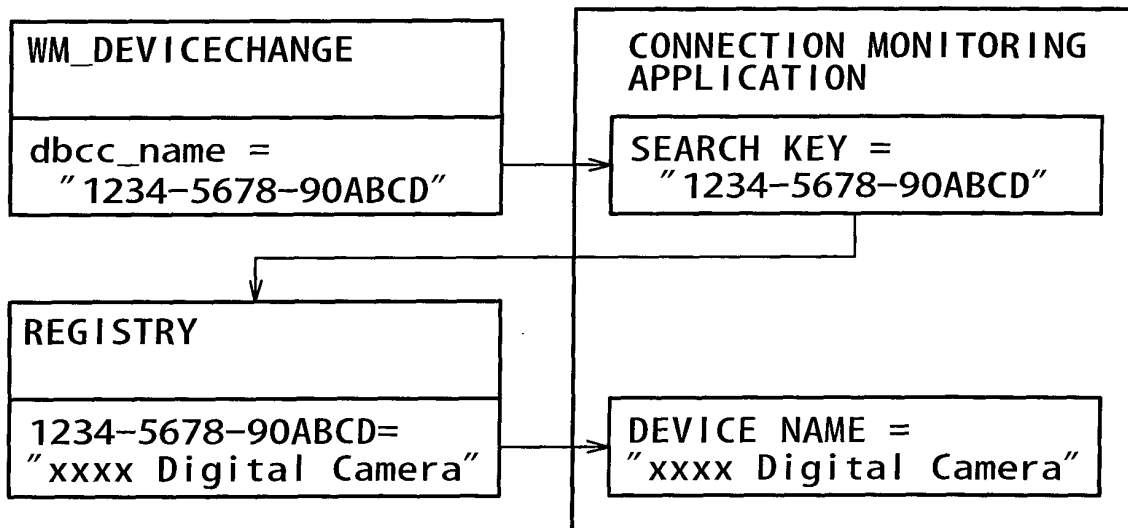 WM_DEVICECHANGE
dbcc_name =
"1234-5678-90ABCD"
CONNECTION MONITORING
APPLICATION
SEARCH KEY =
"1234-5678-90ABCD"
REGISTRY
1234-5678-90ABCD=
"xxxx Digital Camera"
DEVICE NAME =
"xxxx Digital Camera"